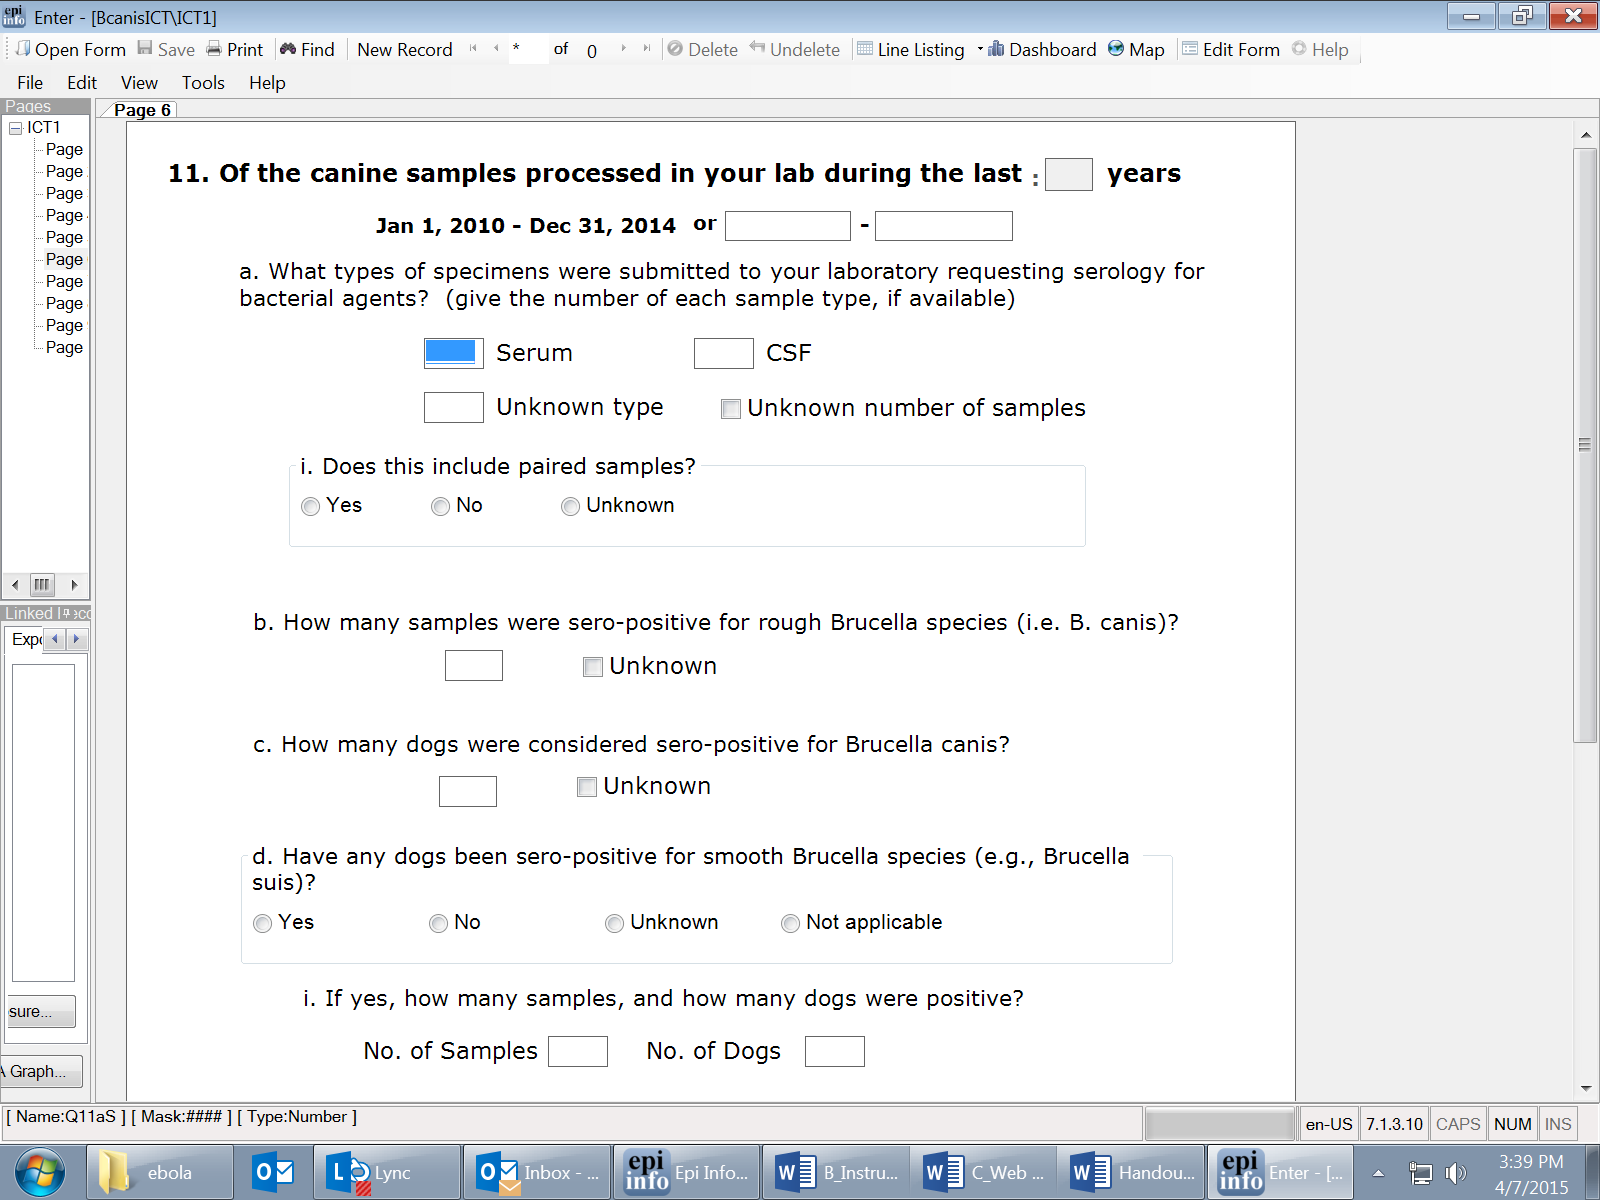 epi info Enter - [BcanisICT\ICT1]
Open Form Save Print Find New Record * of 0 Delete Undelete Line Listing Dashboard Map Edit Form Help
File Edit View Tools Help
Pages
Page 6
ICT1
Page
Page
Page
Page
Page
Page
Page
Page
Page
Page
11. Of the canine samples processed in your lab during the last : years
Jan 1, 2010 - Dec 31, 2014 or -
a. What types of specimens were submitted to your laboratory requesting serology for
bacterial agents? (give the number of each sample type, if available)
Serum CSF
Unknown type Unknown number of samples
i. Does this include paired samples?
Yes No Unknown
Linked
b. How many samples were sero-positive for rough Brucella species (i.e. B. canis)?
Unknown
c. How many dogs were considered sero-positive for Brucella canis?
Unknown
d. Have any dogs been sero-positive for smooth Brucella species (e.g., Brucella
suis)?
Yes No Unknown Not applicable
i. If yes, how many samples, and how many dogs were positive?
No. of Samples No. of Dogs
sure...
A Graph...
[ Name:Q11aS ] [ Mask:#### ] [ Type:Number ]
en-US 7.1.3.10 CAPS NUM INS
ebola Lync Inbox - ... epi info Epi Info... B_Instru... C_Web ... Handou... epi info Enter - [...
3:39 PM
4/7/2015